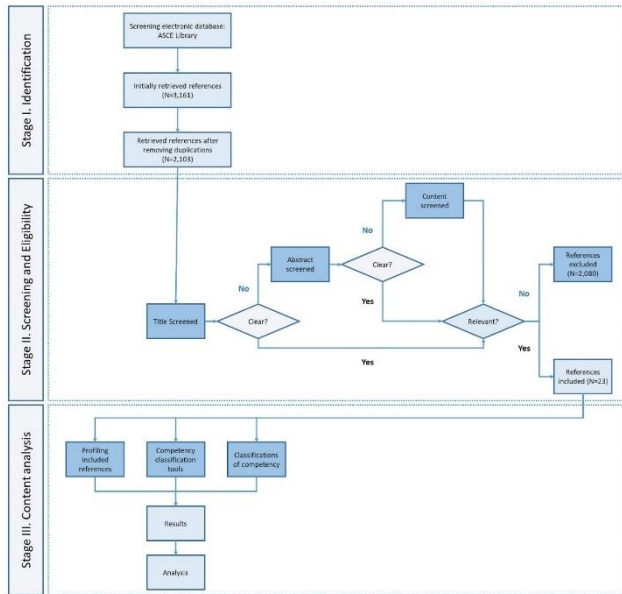 Stage I. Identification
Screening electronic database:
ASCE Library
Initially retrieved references
(N=3,161)
Retrieved references after
removing duplications
(N=2,103)
Stage II. Screening and Eligibility
Title Screened
Clear?
No
Yes
Abstract
screened
Clear?
No
Yes
Content
screened
Relevant?
No
Yes
References
excluded
(N=2,080)
References
included (N=23)
Stage III. Content analysis
Profiling
included
references
Competency
classification
tools
Classifications
of competency
Results
Analysis